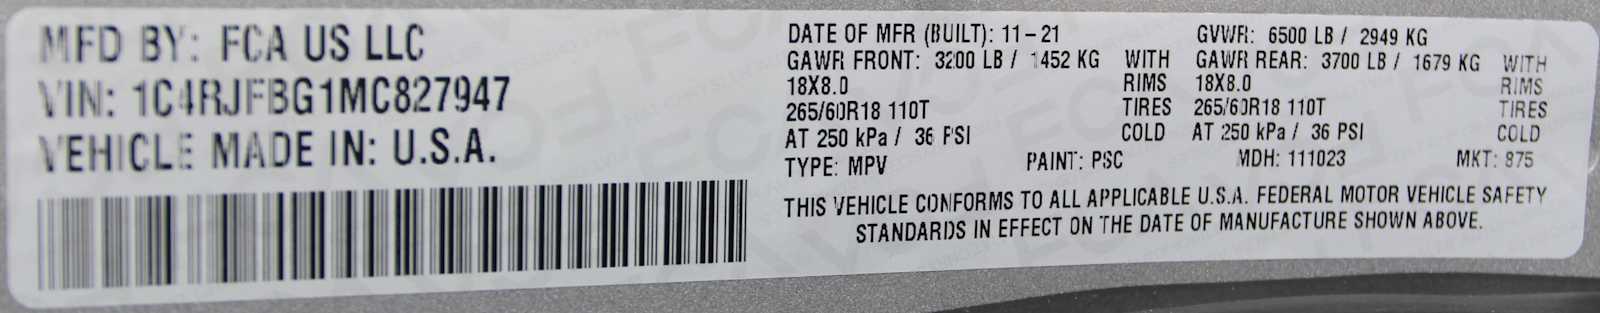 MFD BY: FCA US LLC
VIN: 1C4RJFBG1MC827947
VEHICLE MADE IN: U.S.A.
DATE OF MFR (BUILT): 11-21 GVWR: 6500 LB / 2949 KG
GAWR FRONT: 3200 LB / 1452 KG WITH GAWR REAR: 3700 LB / 1679 KG WITH
18X8.0 RIMS 18X8.0 RIMS
265/60R18 110T TIRES 265/60R18 110T TIRES
AT 250 kPa / 36 PSI COLD AT 250 kPa / 36 PSI COLD
TYPE: MPV PAINT: PSC MDH: 111023 MKT: 875
THIS VEHICLE CONFORMS TO ALL APPLICABLE U.S.A. FEDERAL MOTOR VEHICLE SAFETY
STANDARDS IN EFFECT ON THE DATE OF MANUFACTURE SHOWN ABOVE.